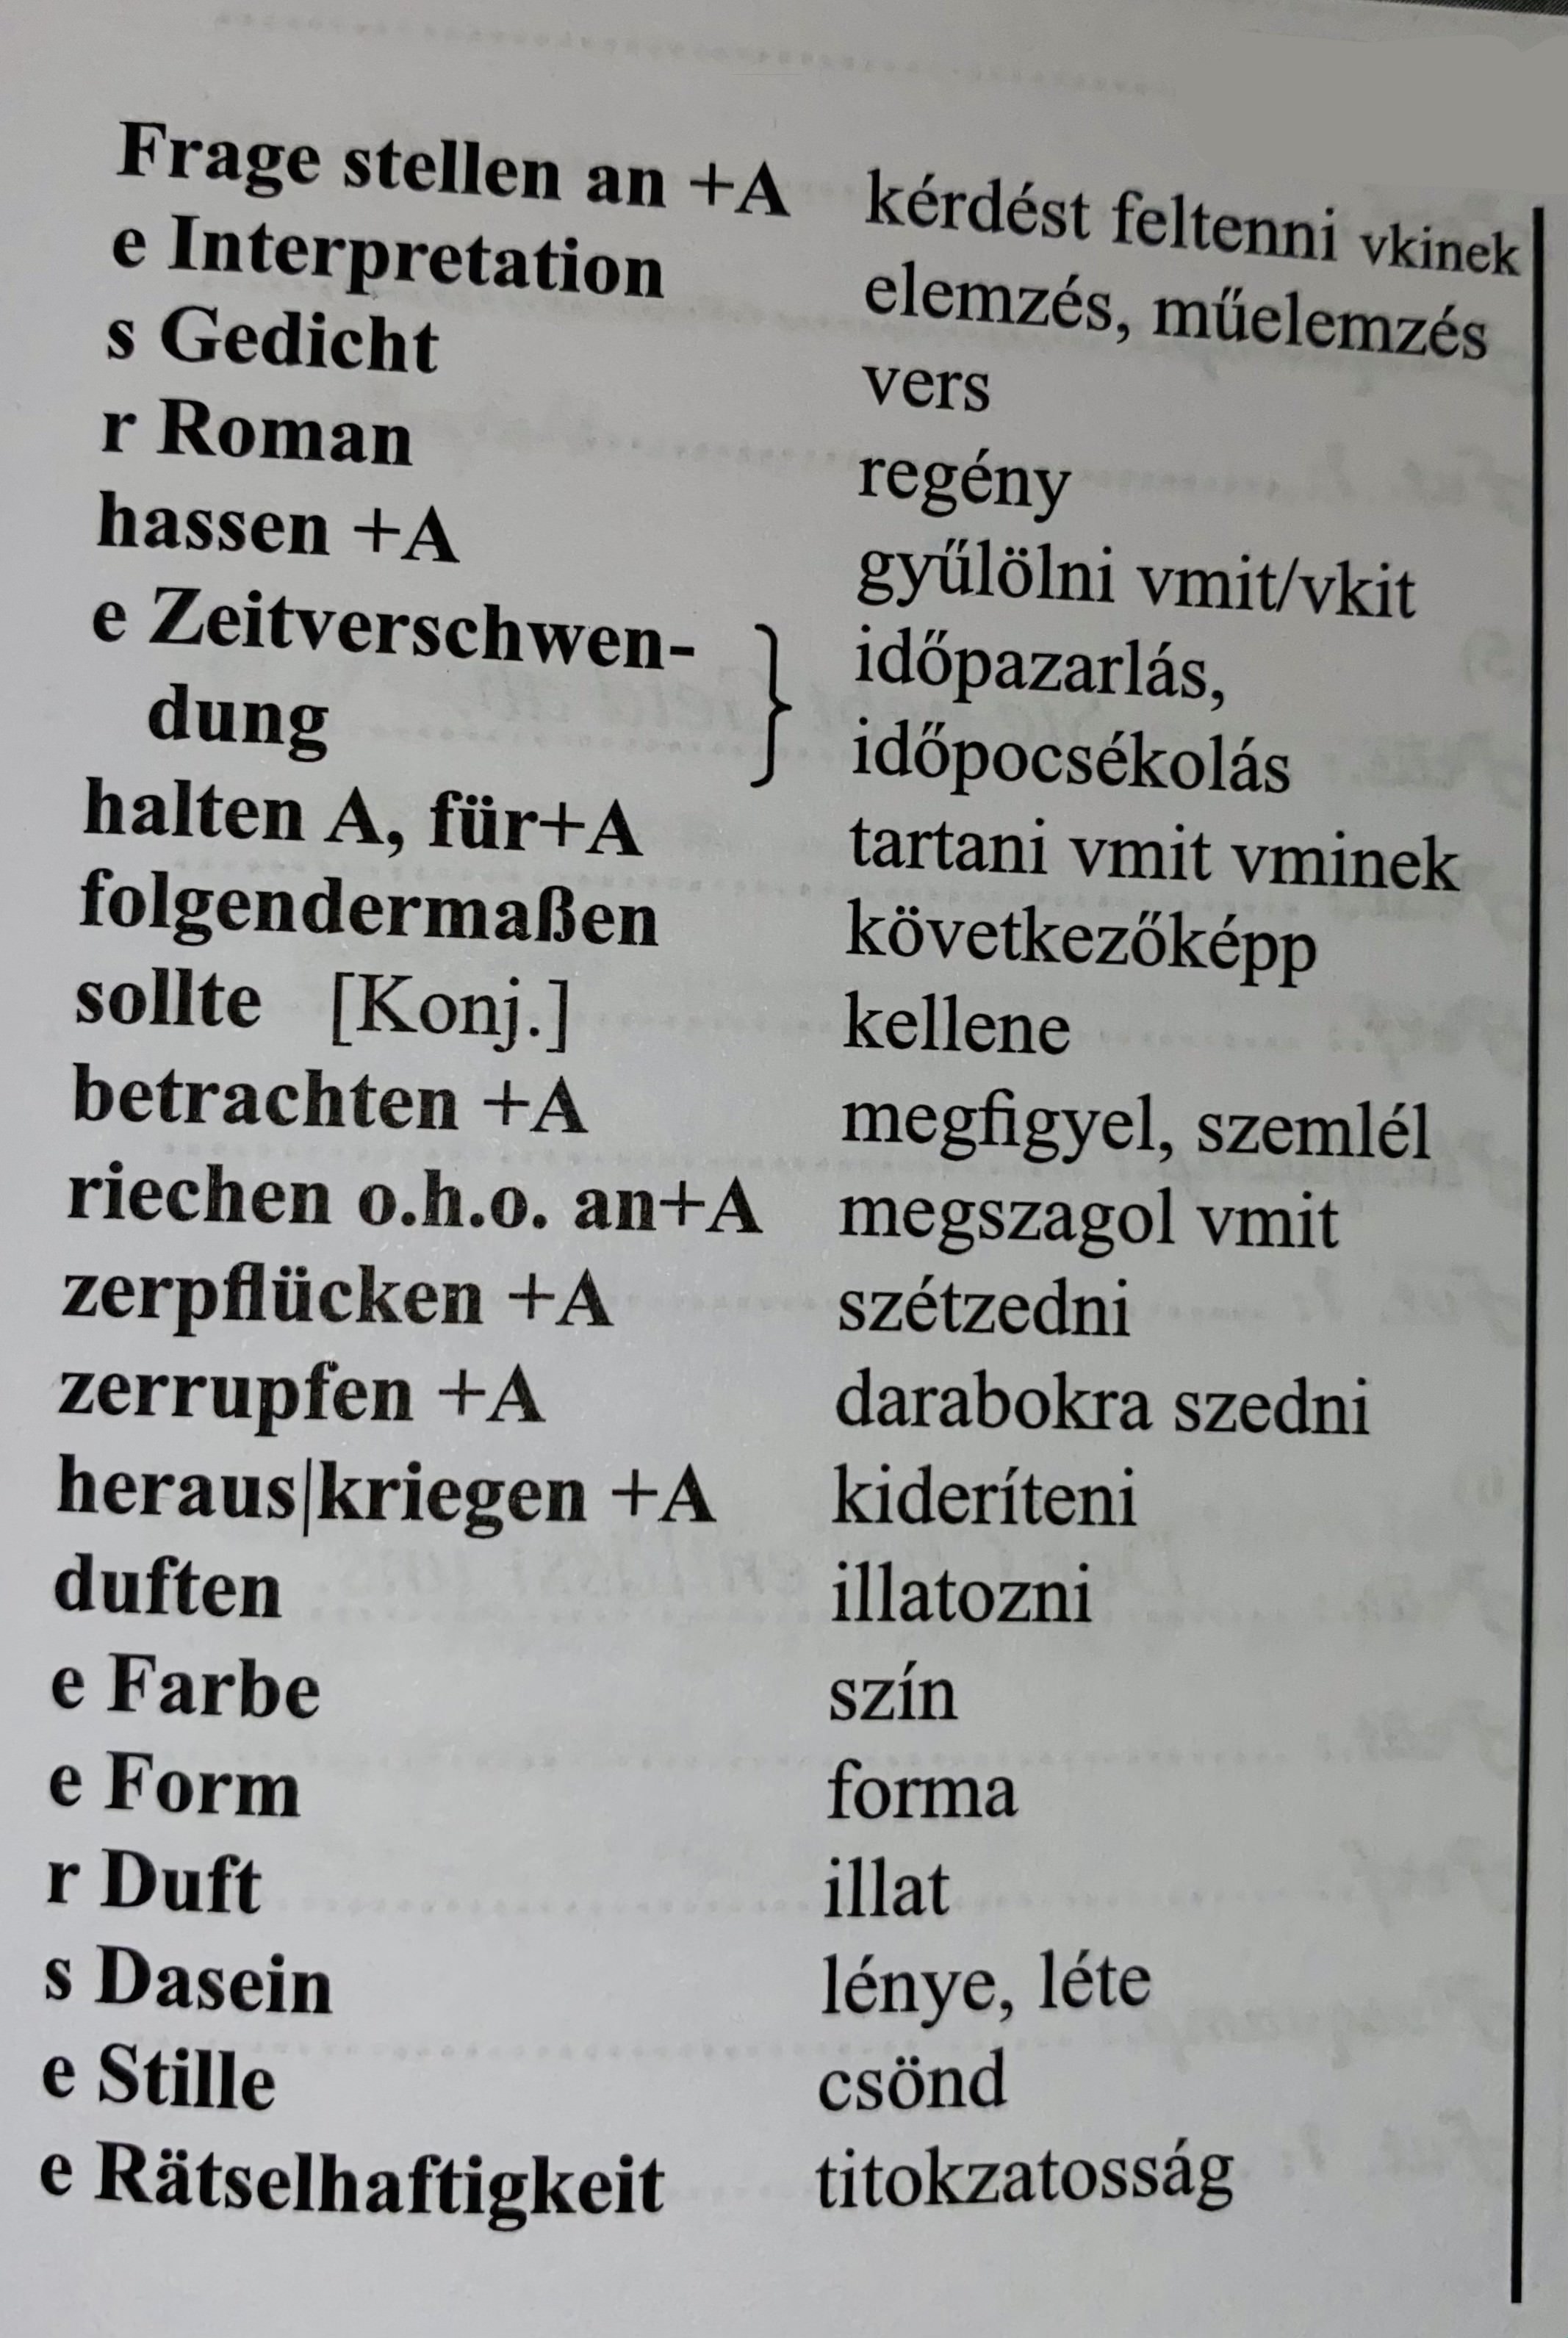 Frage stellen an +A kérdést feltenni vkinek
e Interpretation elemzés, műelemzés
s Gedicht vers
r Roman regény
hassen +A gyűlölni vmit/vkit
e Zeitverschwen- időpazarlás,
dung időpocsékolás
halten A, für+A tartani vmit vminek
folgendermaßen következőképp
sollte [Konj.] kellene
betrachten +A megfigyel, szemlél
riechen o.h.o. an+A megszagol vmit
zerpflücken +A szétzedni
zerrupfen +A darabokra szedni
heraus|kriegen +A kideríteni
duften illatozni
e Farbe szín
e Form forma
r Duft illat
s Dasein lénye, léte
e Stille csönd
e Rätselhaftigkeit titokzatosság